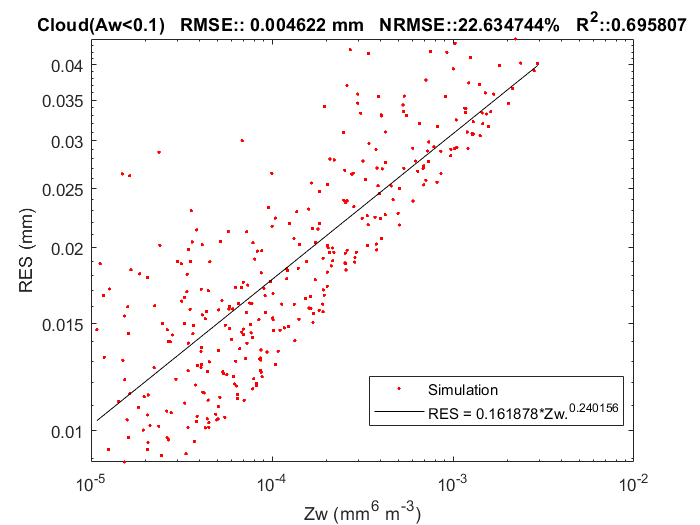 Cloud(Aw<0.1) RMSE:: 0.004622 mm NRMSE::22.634744% R²::0.695807
0.04
0.035
0.03
0.025
0.02
0.015
0.01
RES (mm)
Simulation
RES = 0.161878*Zw.^0.240156
10^-5
10^-4
10^-3
10^-2
Zw (mm^6 m^-3)